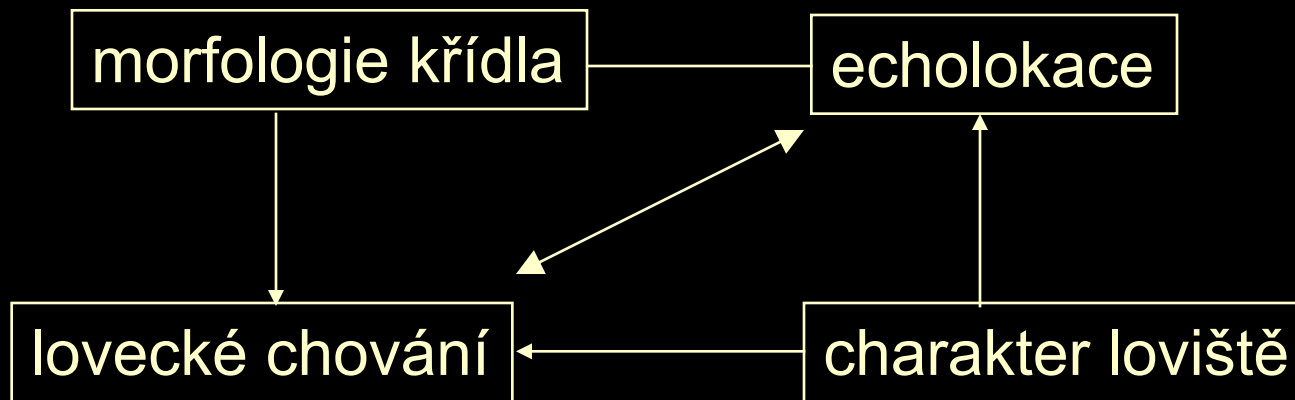 morfologie křídla
echolokace
lovecké chování
charakter loviště